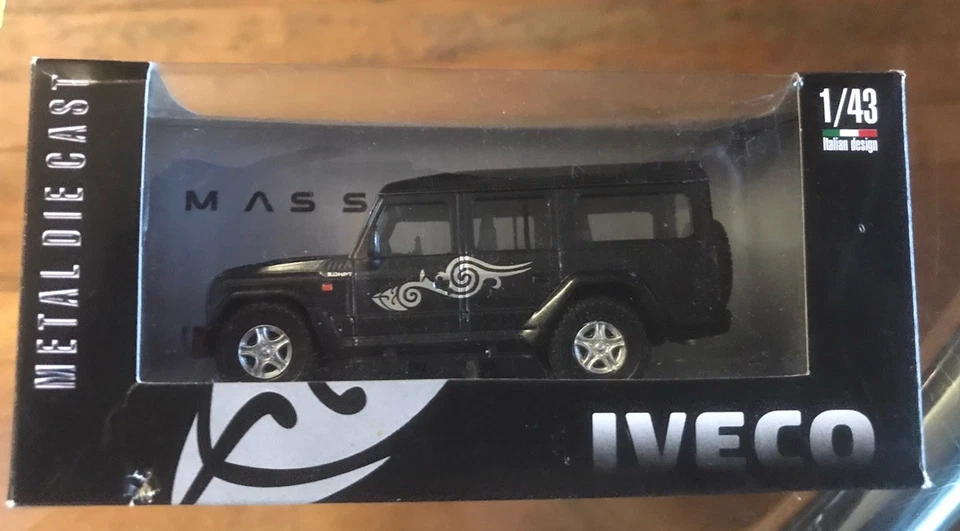 METAL DIE CAST
1/43
Italian design
MASS
IVECO